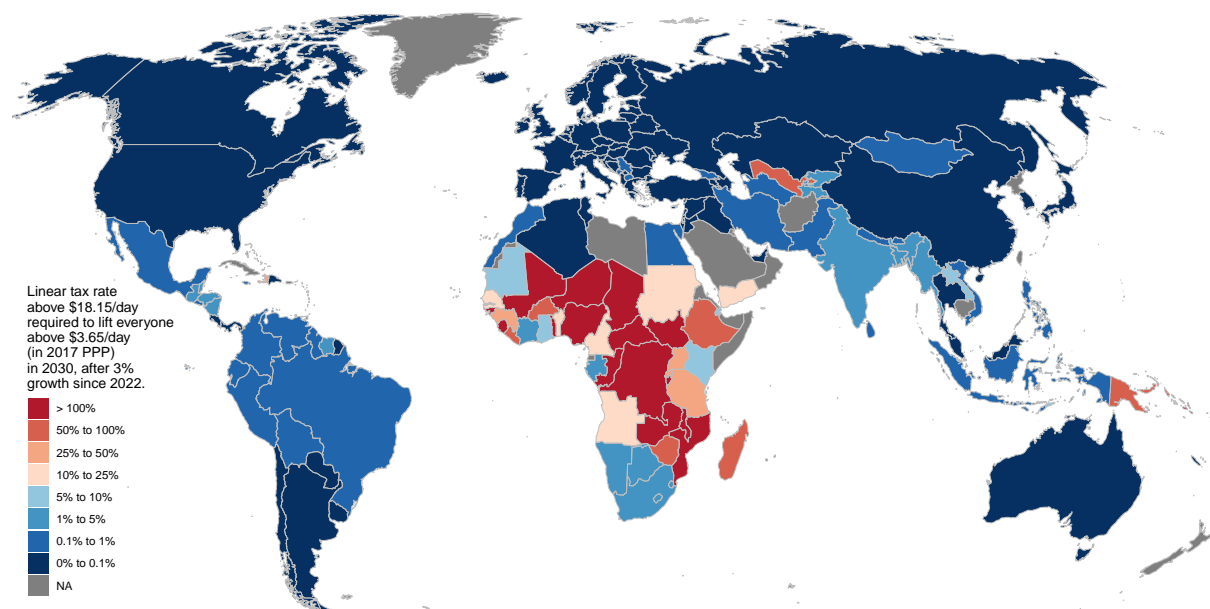 Linear tax rate
above $18.15/day
required to lift everyone
above $3.65/day
(in 2017 PPP)
in 2030, after 3%
growth since 2022.
> 100%
50% to 100%
25% to 50%
10% to 25%
5% to 10%
1% to 5%
0.1% to 1%
0% to 0.1%
NA